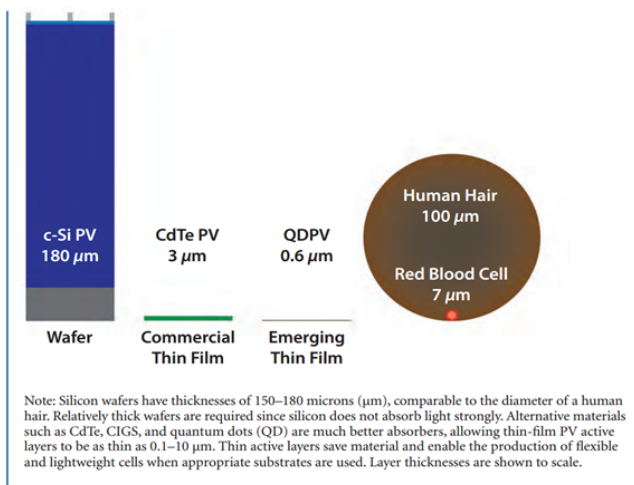 c-Si PV
180 μm
CdTe PV
3 μm
QDPV
0.6 μm
Human Hair
100 μm
Red Blood Cell
7 μm
Wafer
Commercial
Thin Film
Emerging
Thin Film
Note: Silicon wafers have thicknesses of 150–180 microns (μm), comparable to the diameter of a human
hair. Relatively thick wafers are required since silicon does not absorb light strongly. Alternative materials
such as CdTe, CIGS, and quantum dots (QD) are much better absorbers, allowing thin-film PV active
layers to be as thin as 0.1–10 μm. Thin active layers save material and enable the production of flexible
and lightweight cells when appropriate substrates are used. Layer thicknesses are shown to scale.